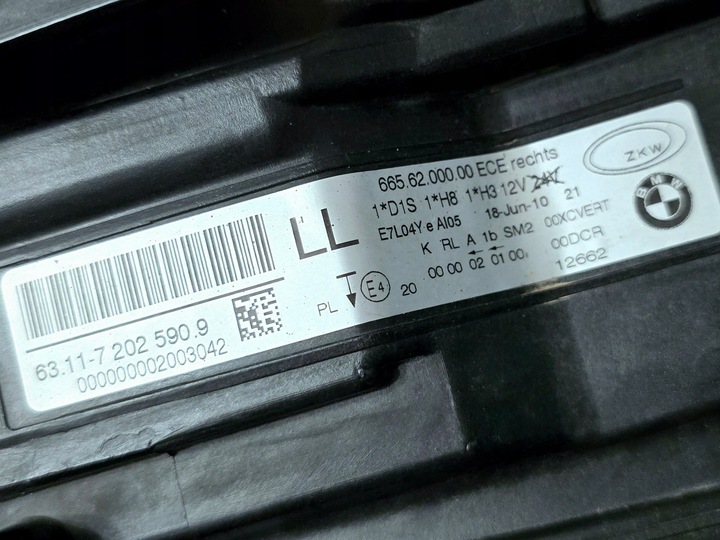 63.11-7 202 590.9
000000002003042
LL
PL
E4
665.62.000.00 ECE rechts
1*D1S 1*H8 1*H3 12V 24V
E7L04Y e AI05 18-Jun-10 21
K RL A 1b SM2 00XCVERT
20 00 00 02 01 00 00DCR
12662
ZKW
BMW